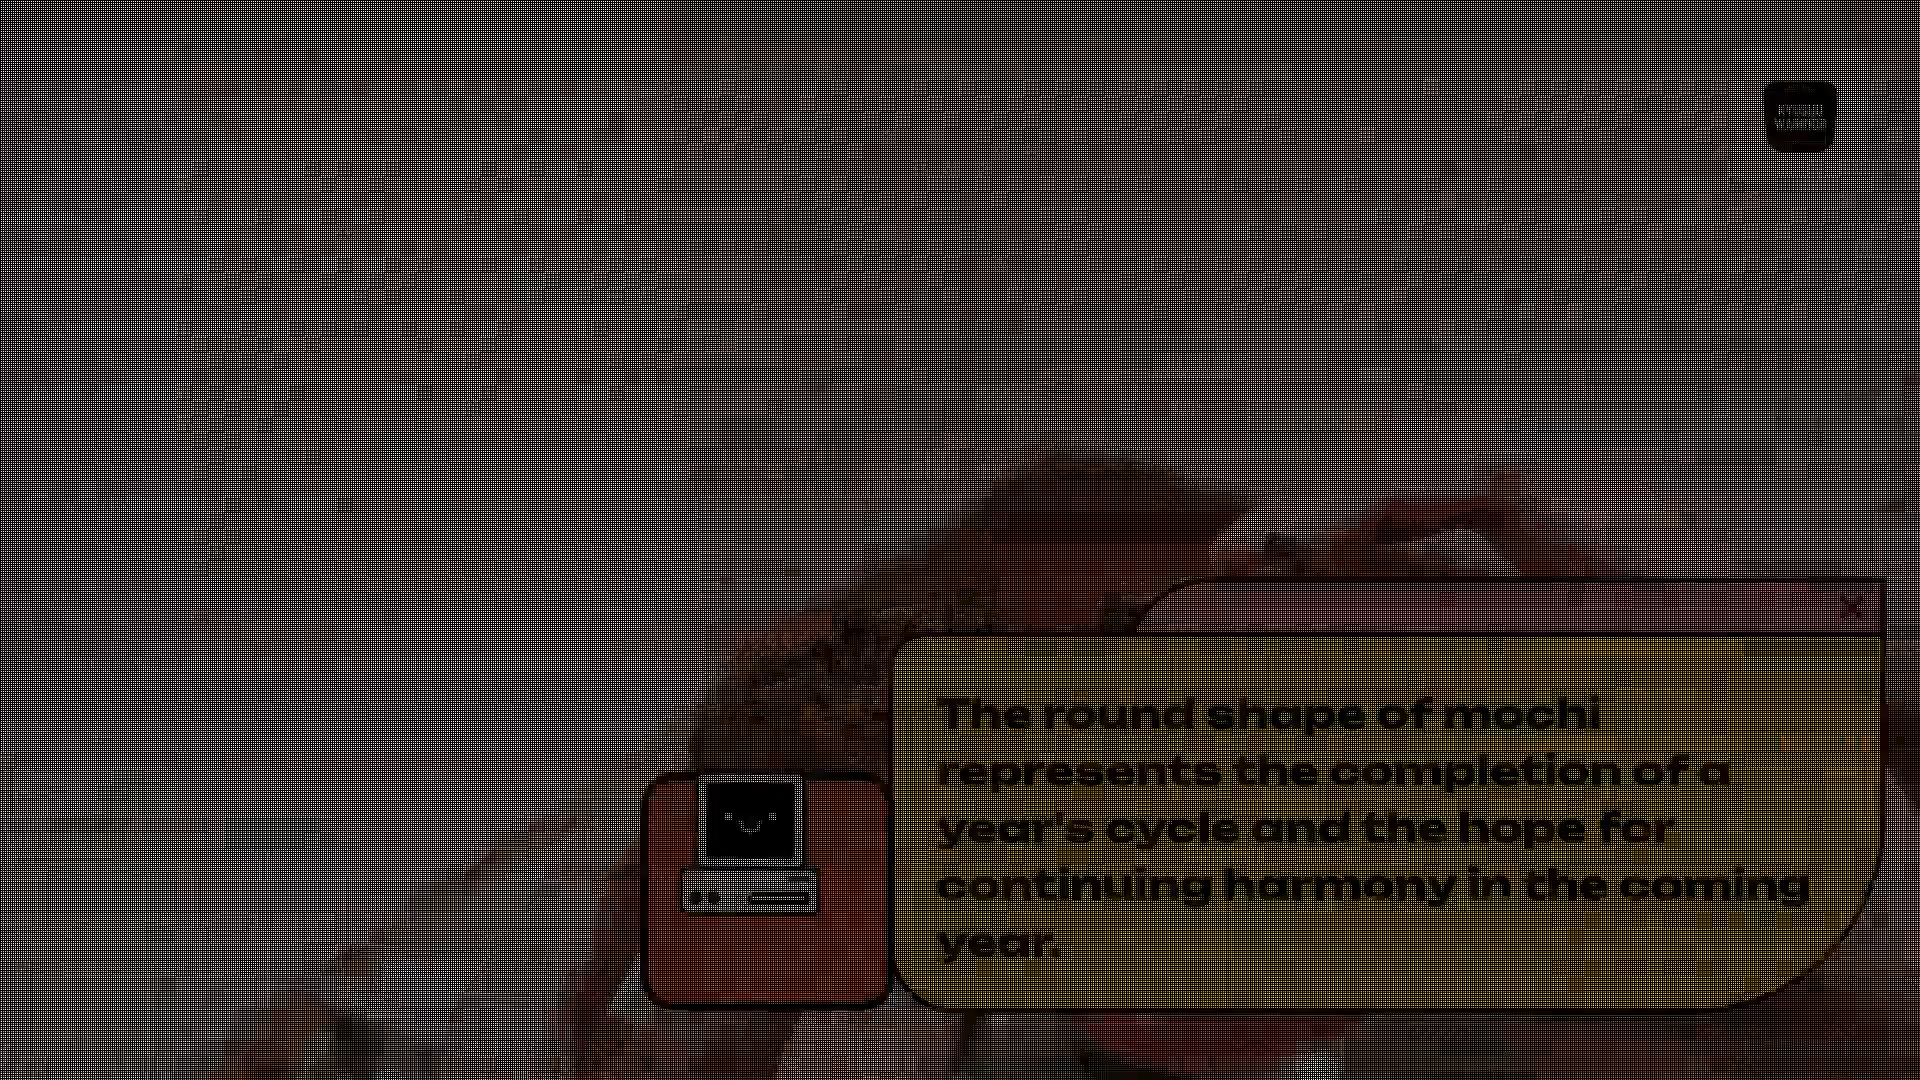 The round shape of mochi
represents the completion of a
year's cycle and the hope for
continuing harmony in the coming
year.